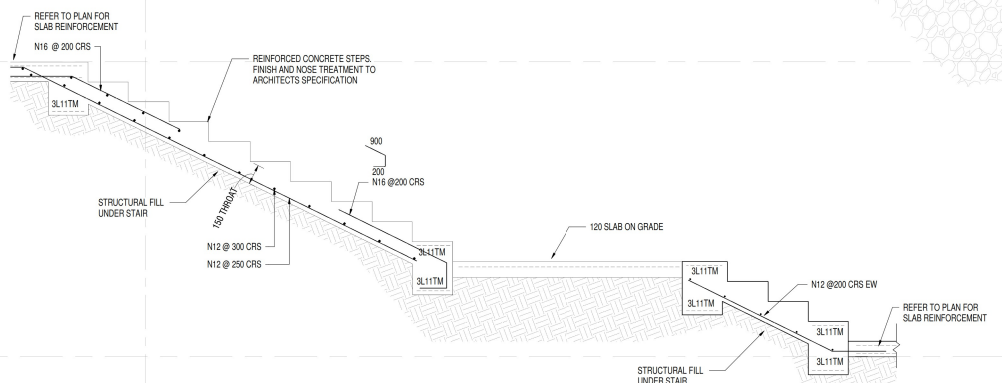 REFER TO PLAN FOR
SLAB REINFORCEMENT
N16 @ 200 CRS
REINFORCED CONCRETE STEPS.
FINISH AND NOSE TREATMENT TO
ARCHITECTS SPECIFICATION
3L11TM
900
200
N16 @200 CRS
150 THROAT
STRUCTURAL FILL
UNDER STAIR
N12 @ 300 CRS
N12 @ 250 CRS
3L11TM
3L11TM
120 SLAB ON GRADE
3L11TM
3L11TM
N12 @200 CRS EW
REFER TO PLAN FOR
SLAB REINFORCEMENT
3L11TM
3L11TM
STRUCTURAL FILL
UNDER STAIR